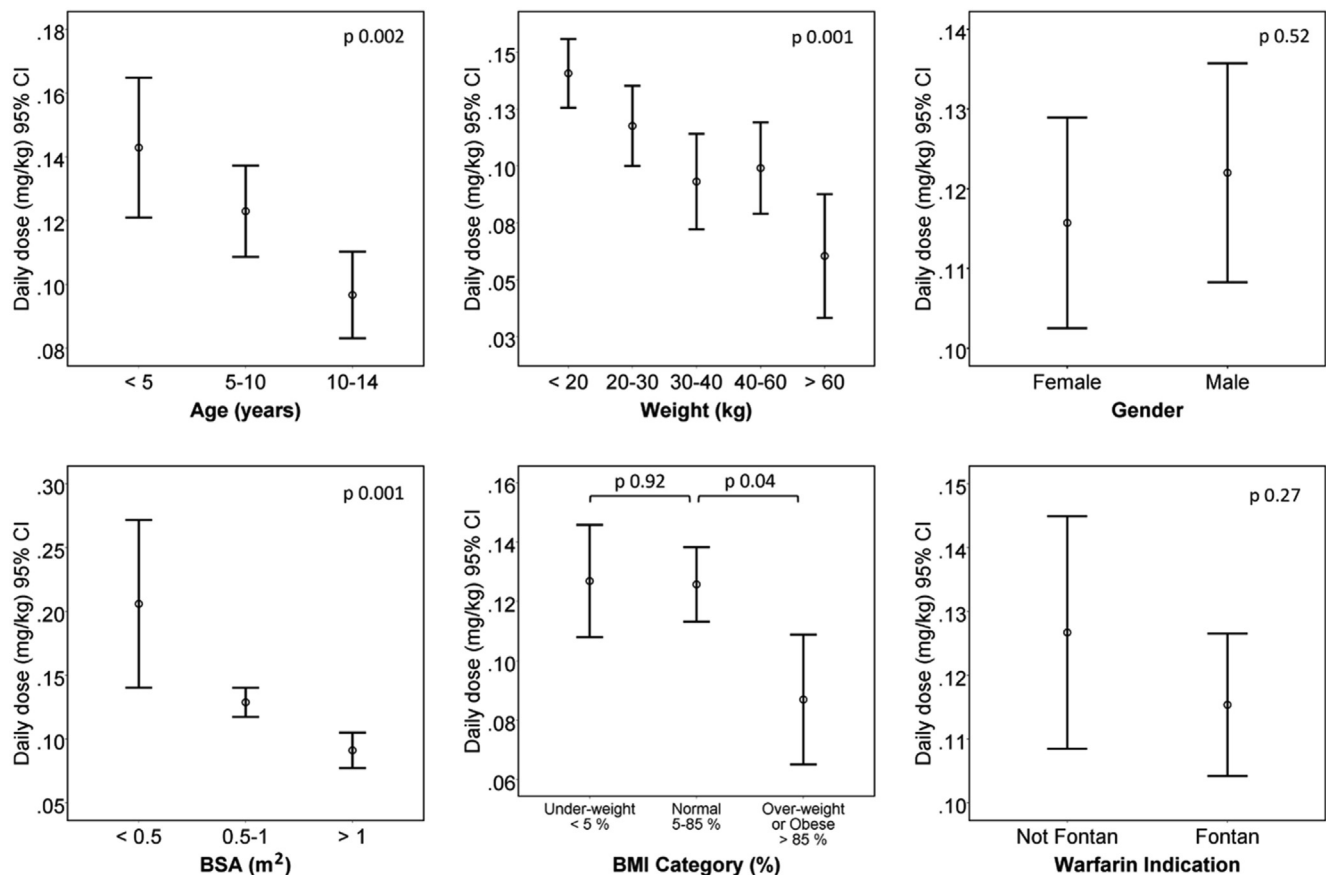 p 0.002
Daily dose (mg/kg) 95% CI
.18
.16
.14
.12
.10
.08
< 5 5-10 10-14
Age (years)
p 0.001
Daily dose (mg/kg) 95% CI
.15
.13
.10
.08
.05
.03
< 20 20-30 30-40 40-60 > 60
Weight (kg)
p 0.52
Daily dose (mg/kg) 95% CI
.14
.13
.12
.11
.10
Female Male
Gender
p 0.001
Daily dose (mg/kg) 95% CI
.30
.25
.20
.15
.10
.05
< 0.5 0.5-1 > 1
BSA (m²)
p 0.92 p 0.04
Daily dose (mg/kg) 95% CI
.16
.14
.12
.10
.08
.06
Under-weight Normal Over-weight
< 5 % 5-85 % or Obese
> 85 %
BMI Category (%)
p 0.27
Daily dose (mg/kg) 95% CI
.15
.14
.13
.12
.11
.10
Not Fontan Fontan
Warfarin Indication